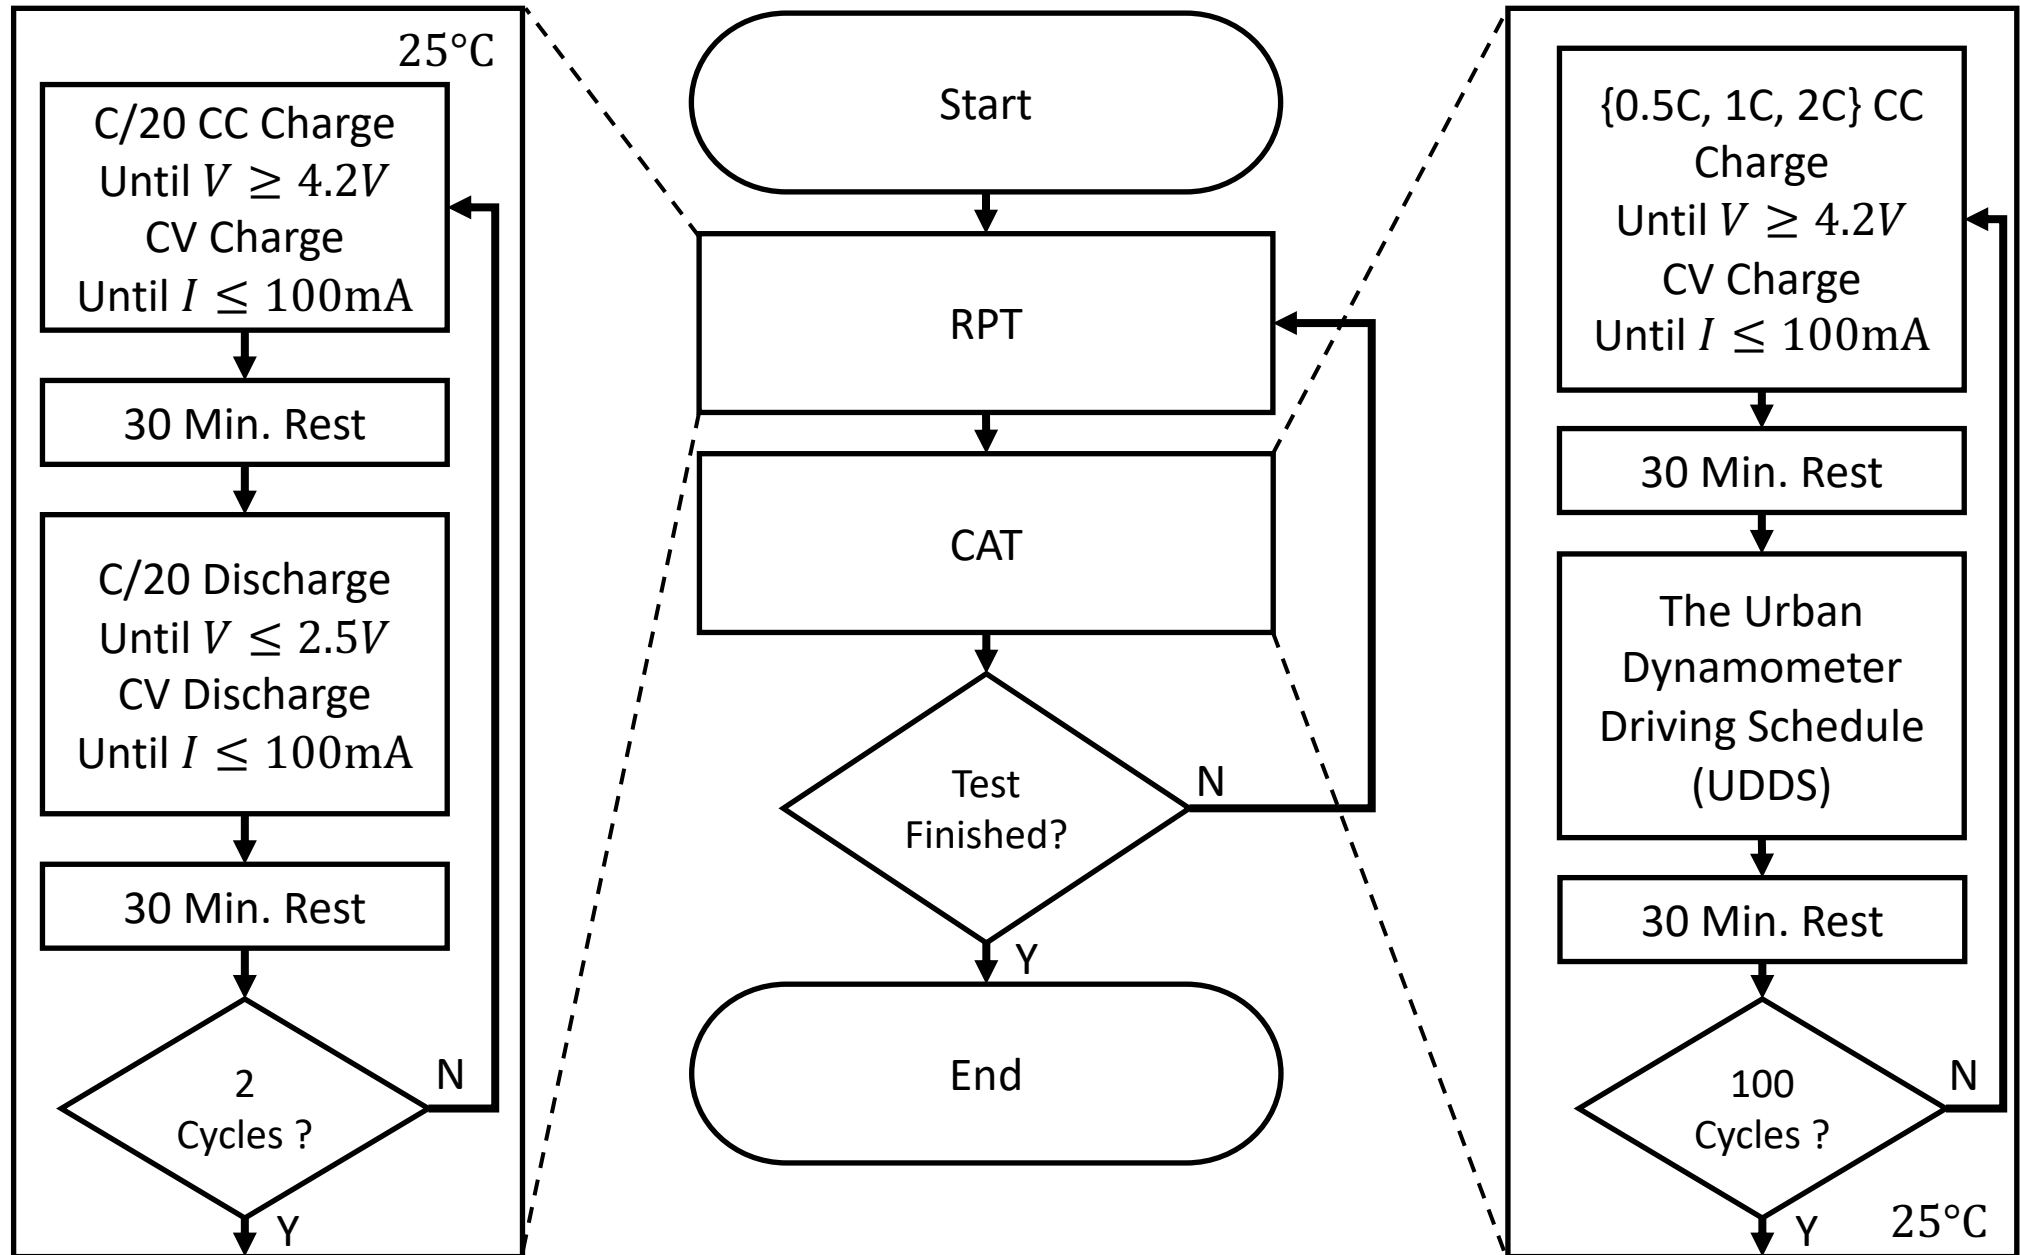 25°C
C/20 CC Charge
Until V ≥ 4.2V
CV Charge
Until I ≤ 100mA
30 Min. Rest
C/20 Discharge
Until V ≤ 2.5V
CV Discharge
Until I ≤ 100mA
30 Min. Rest
2
Cycles ?
N
Y
Start
RPT
CAT
Test
Finished?
N
Y
End
{0.5C, 1C, 2C} CC
Charge
Until V ≥ 4.2V
CV Charge
Until I ≤ 100mA
30 Min. Rest
The Urban
Dynamometer
Driving Schedule
(UDDS)
30 Min. Rest
100
Cycles ?
N
Y
25°C